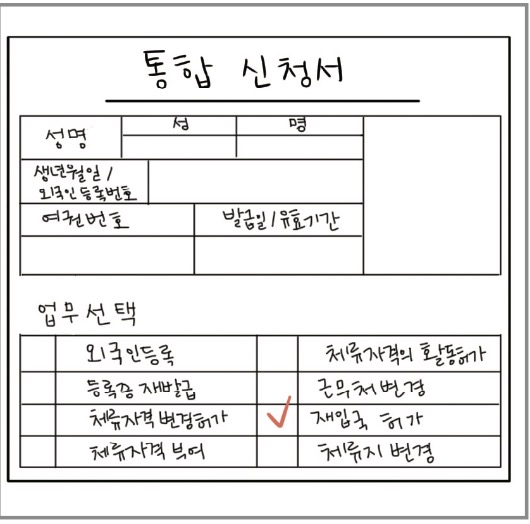 통합 신청서
성명 성 명
생년월일 /
외국인등록번호
여권번호 발급일/유효기간
업무선택
외국인등록 체류자격외 활동허가
등록증 재발급 근무처변경
체류자격 변경허가 재입국 허가
체류자격 부여 체류지 변경